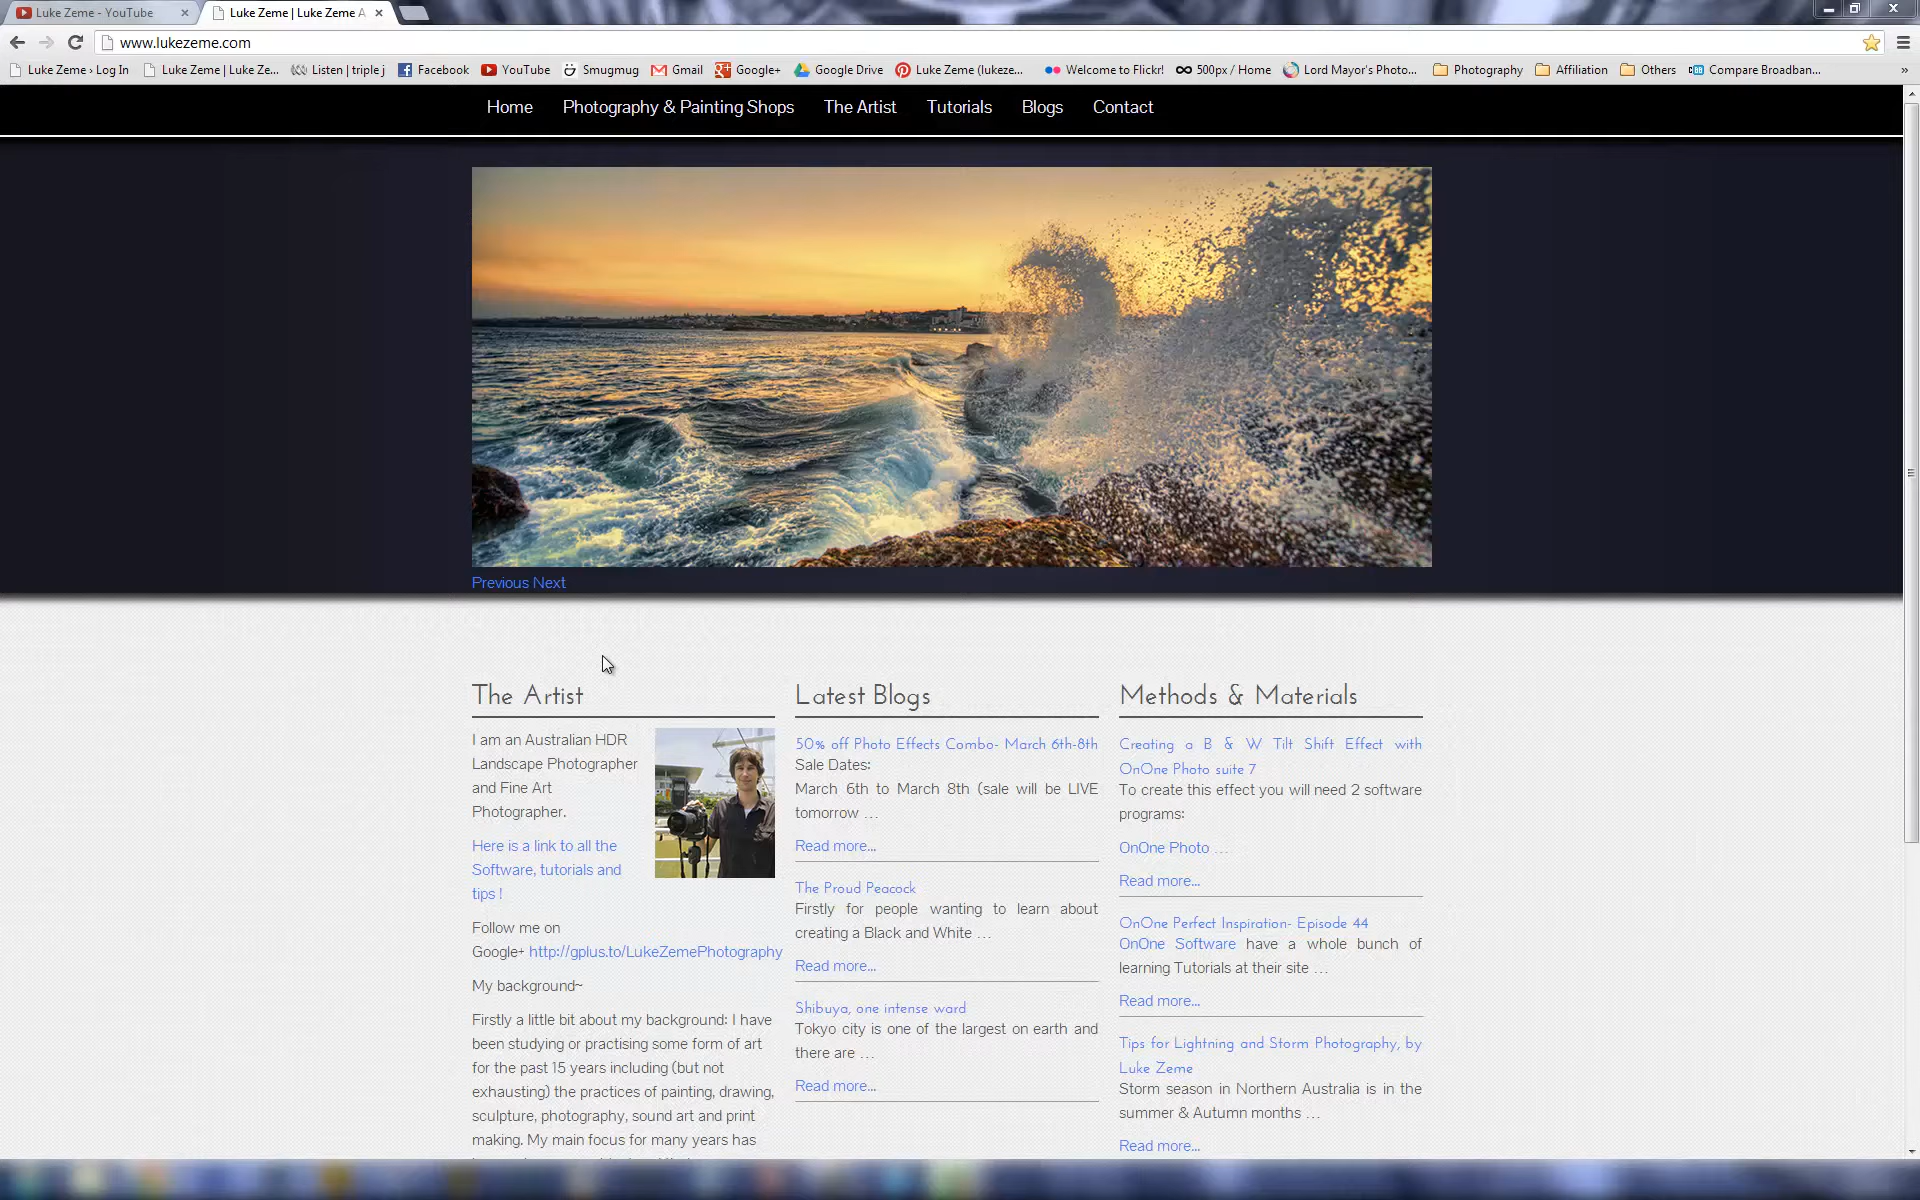 Luke Zeme - YouTube
Luke Zeme | Luke Zeme A
www.lukezeme.com
Luke Zeme › Log In
Luke Zeme | Luke Ze...
Listen | triple j
Facebook
YouTube
Smugmug
Gmail
Google+
Google Drive
Luke Zeme (lukeze...
Welcome to Flickr!
500px / Home
Lord Mayor's Photo...
Photography
Affiliation
Others
Compare Broadban...
»
Home
Photography & Painting Shops
The Artist
Tutorials
Blogs
Contact
Previous Next
The Artist
I am an Australian HDR
Landscape Photographer
and Fine Art
Photographer.
Here is a link to all the
Software, tutorials and
tips !
Follow me on
Google+ http://gplus.to/LukeZemePhotography
My background~
Firstly a little bit about my background: I have
been studying or practising some form of art
for the past 15 years including (but not
exhausting) the practices of painting, drawing,
sculpture, photography, sound art and print
making. My main focus for many years has
Latest Blogs
50% off Photo Effects Combo- March 6th-8th
Sale Dates:
March 6th to March 8th (sale will be LIVE
tomorrow …
Read more...
The Proud Peacock
Firstly for people wanting to learn about
creating a Black and White …
Read more...
Shibuya, one intense ward
Tokyo city is one of the largest on earth and
there are …
Read more...
Methods & Materials
Creating a B & W Tilt Shift Effect with
OnOne Photo suite 7
To create this effect you will need 2 software
programs:
OnOne Photo …
Read more...
OnOne Perfect Inspiration- Episode 44
OnOne Software have a whole bunch of
learning Tutorials at their site …
Read more...
Tips for Lightning and Storm Photography, by
Luke Zeme
Storm season in Northern Australia is in the
summer & Autumn months …
Read more...